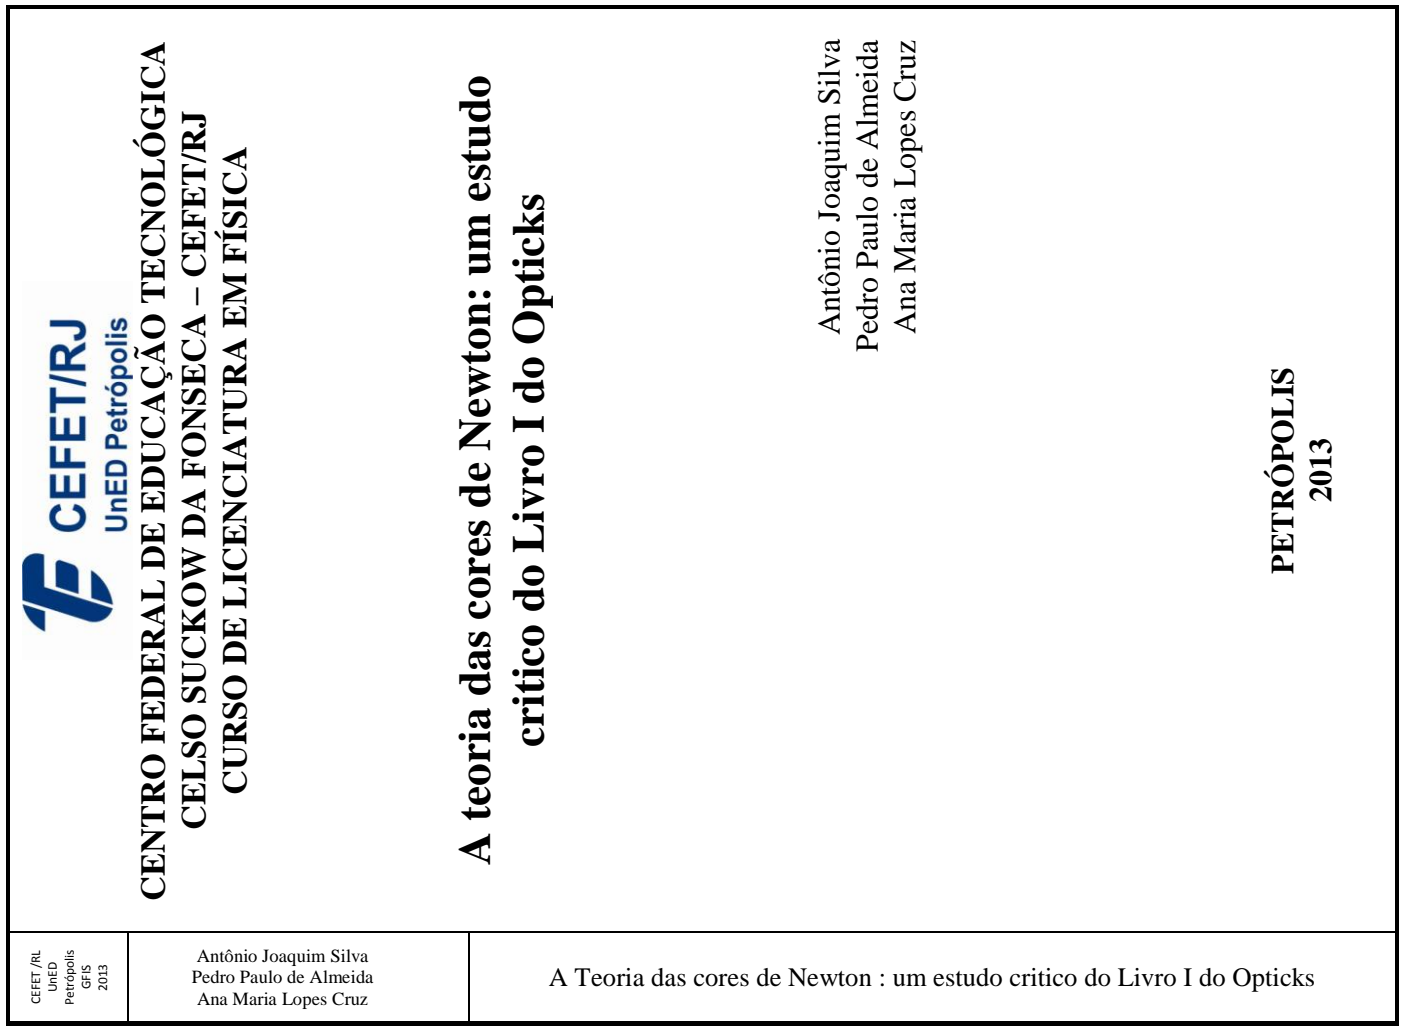 CEFET/RJ
UnED Petrópolis
CENTRO FEDERAL DE EDUCAÇÃO TECNOLÓGICA
CELSO SUCKOW DA FONSECA – CEFET/RJ
CURSO DE LICENCIATURA EM FÍSICA
A teoria das cores de Newton: um estudo
critico do Livro I do Opticks
Antônio Joaquim Silva
Pedro Paulo de Almeida
Ana Maria Lopes Cruz
PETRÓPOLIS
2013
CEFET /RL
UnED
Petrópolis
GFIS
2013
Antônio Joaquim Silva
Pedro Paulo de Almeida
Ana Maria Lopes Cruz
A Teoria das cores de Newton : um estudo critico do Livro I do Opticks